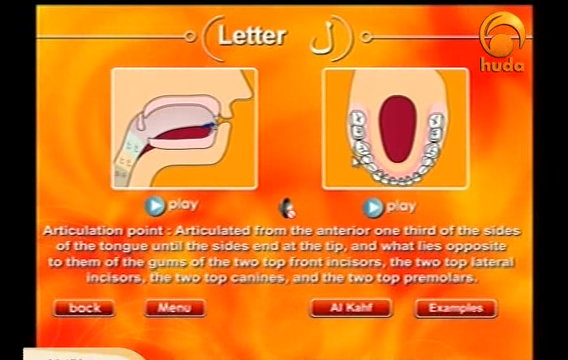 Letter ل
huda
play
play
Articulation point : Articulated from the anterior one third of the sides
of the tongue until the sides end at the tip, and what lies opposite
to them of the gums of the two top front incisors, the two top lateral
incisors, the two top canines, and the two top premolars.
back Menu Al Kahf Examples